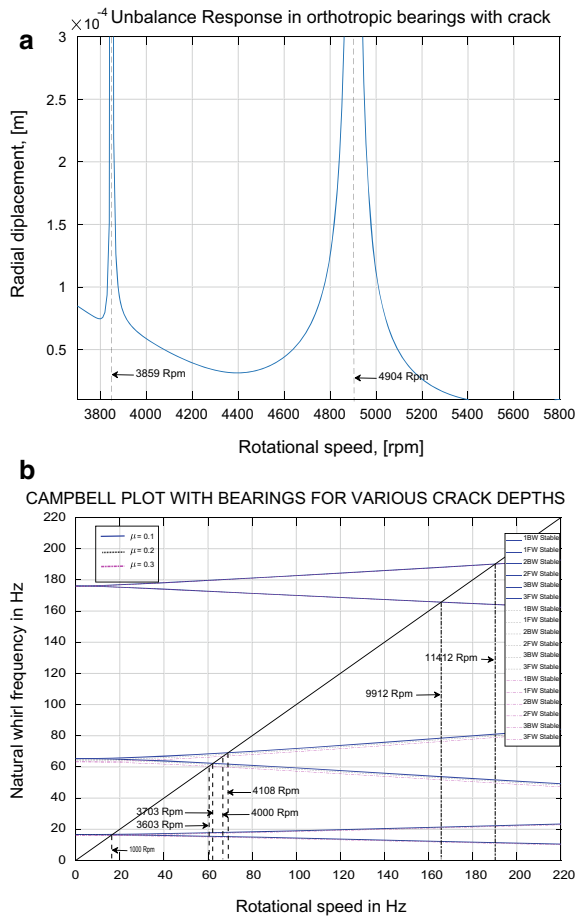 a
×10⁻⁴ Unbalance Response in orthotropic bearings with crack
3
2.5
2
1.5
1
0.5
Radial diplacement, [m]
3859 Rpm
4904 Rpm
3800 4000 4200 4400 4600 4800 5000 5200 5400 5600 5800
Rotational speed, [rpm]
b
CAMPBELL PLOT WITH BEARINGS FOR VARIOUS CRACK DEPTHS
220
200
180
160
140
120
100
80
60
40
20
0
Natural whirl frequency in Hz
μ = 0.1
μ = 0.2
μ = 0.3
1BW Stable
1FW Stable
2BW Stable
2FW Stable
3BW Stable
3FW Stable
1BW Stable
1FW Stable
2BW Stable
2FW Stable
3BW Stable
3FW Stable
1BW Stable
1FW Stable
2BW Stable
2FW Stable
3BW Stable
3FW Stable
11412 Rpm
9912 Rpm
4108 Rpm
3703 Rpm
4000 Rpm
3603 Rpm
1000 Rpm
0 20 40 60 80 100 120 140 160 180 200 220
Rotational speed in Hz